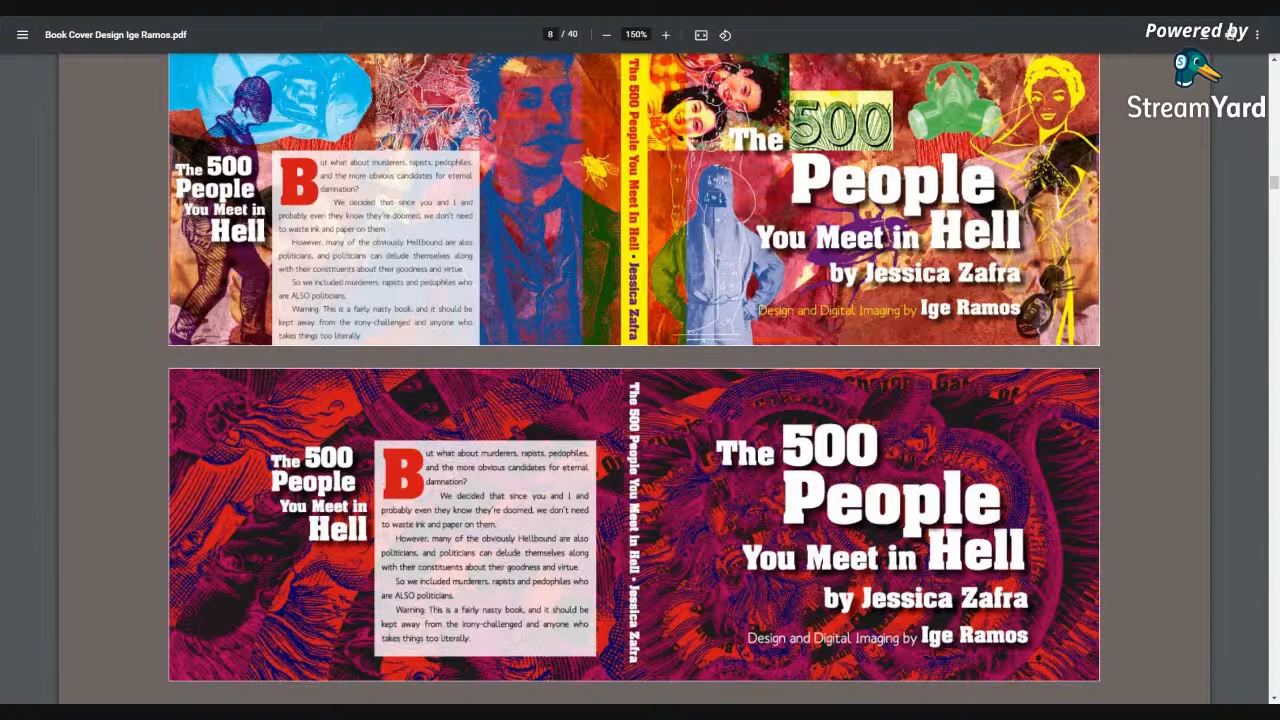 Book Cover Design Ige Ramos.pdf
8 / 40
150%
Powered by
StreamYard
The 500
People
You Meet in
Hell
But what about murderers, rapists, pedophiles,
and the more obvious candidates for eternal
damnation?
We decided that since you and I and
probably even they know they're doomed, we don't need
to waste ink and paper on them.
However, many of the obviously Hellbound are also
politicians, and politicians can delude themselves along
with their constituents about their goodness and virtue.
So we included murderers, rapists and pedophiles who
are ALSO politicians.
Warning: This is a fairly nasty book, and it should be
kept away from the irony-challenged and anyone who
takes things too literally.
The 500 People You Meet In Hell • Jessica Zafra
The 500
People
You Meet in Hell
by Jessica Zafra
Design and Digital Imaging by Ige Ramos
The 500
People
You Meet in
Hell
But what about murderers, rapists, pedophiles,
and the more obvious candidates for eternal
damnation?
We decided that since you and I and
probably even they know they're doomed, we don't need
to waste ink and paper on them.
However, many of the obviously Hellbound are also
politicians, and politicians can delude themselves along
with their constituents about their goodness and virtue.
So we included murderers, rapists and pedophiles who
are ALSO politicians.
Warning: This is a fairly nasty book, and it should be
kept away from the irony-challenged and anyone who
takes things too literally.
The 500 People You Meet in Hell • Jessica Zafra
The 500
People
You Meet in Hell
by Jessica Zafra
Design and Digital Imaging by Ige Ramos